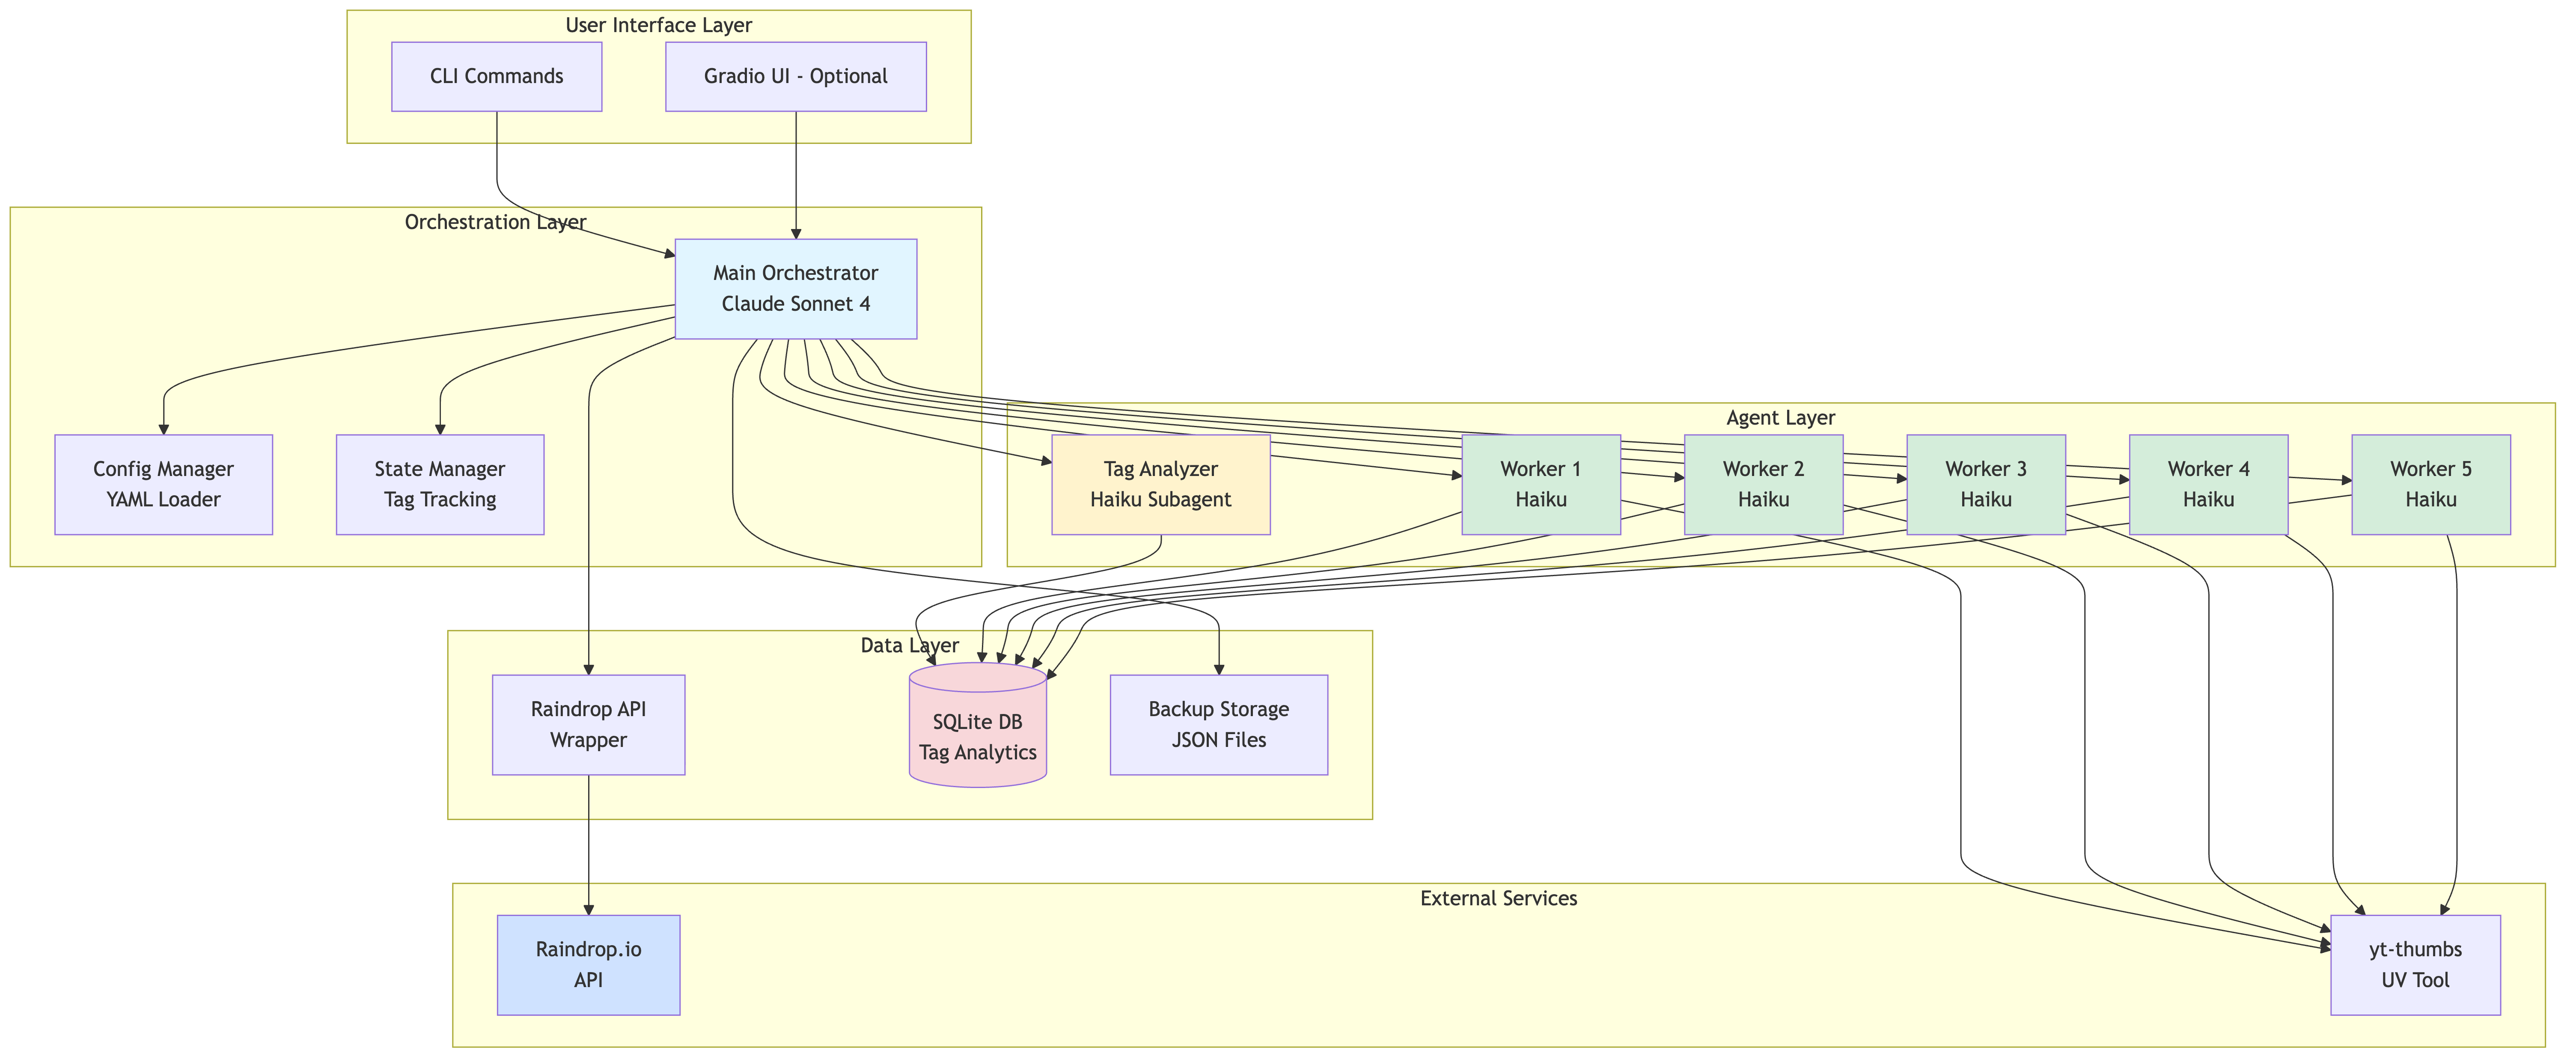 User Interface Layer
CLI Commands
Gradio UI - Optional
Orchestration Layer
Main Orchestrator
Claude Sonnet 4
Config Manager
YAML Loader
State Manager
Tag Tracking
Agent Layer
Tag Analyzer
Haiku Subagent
Worker 1
Haiku
Worker 2
Haiku
Worker 3
Haiku
Worker 4
Haiku
Worker 5
Haiku
Data Layer
Raindrop API
Wrapper
SQLite DB
Tag Analytics
Backup Storage
JSON Files
External Services
Raindrop.io
API
yt-thumbs
UV Tool